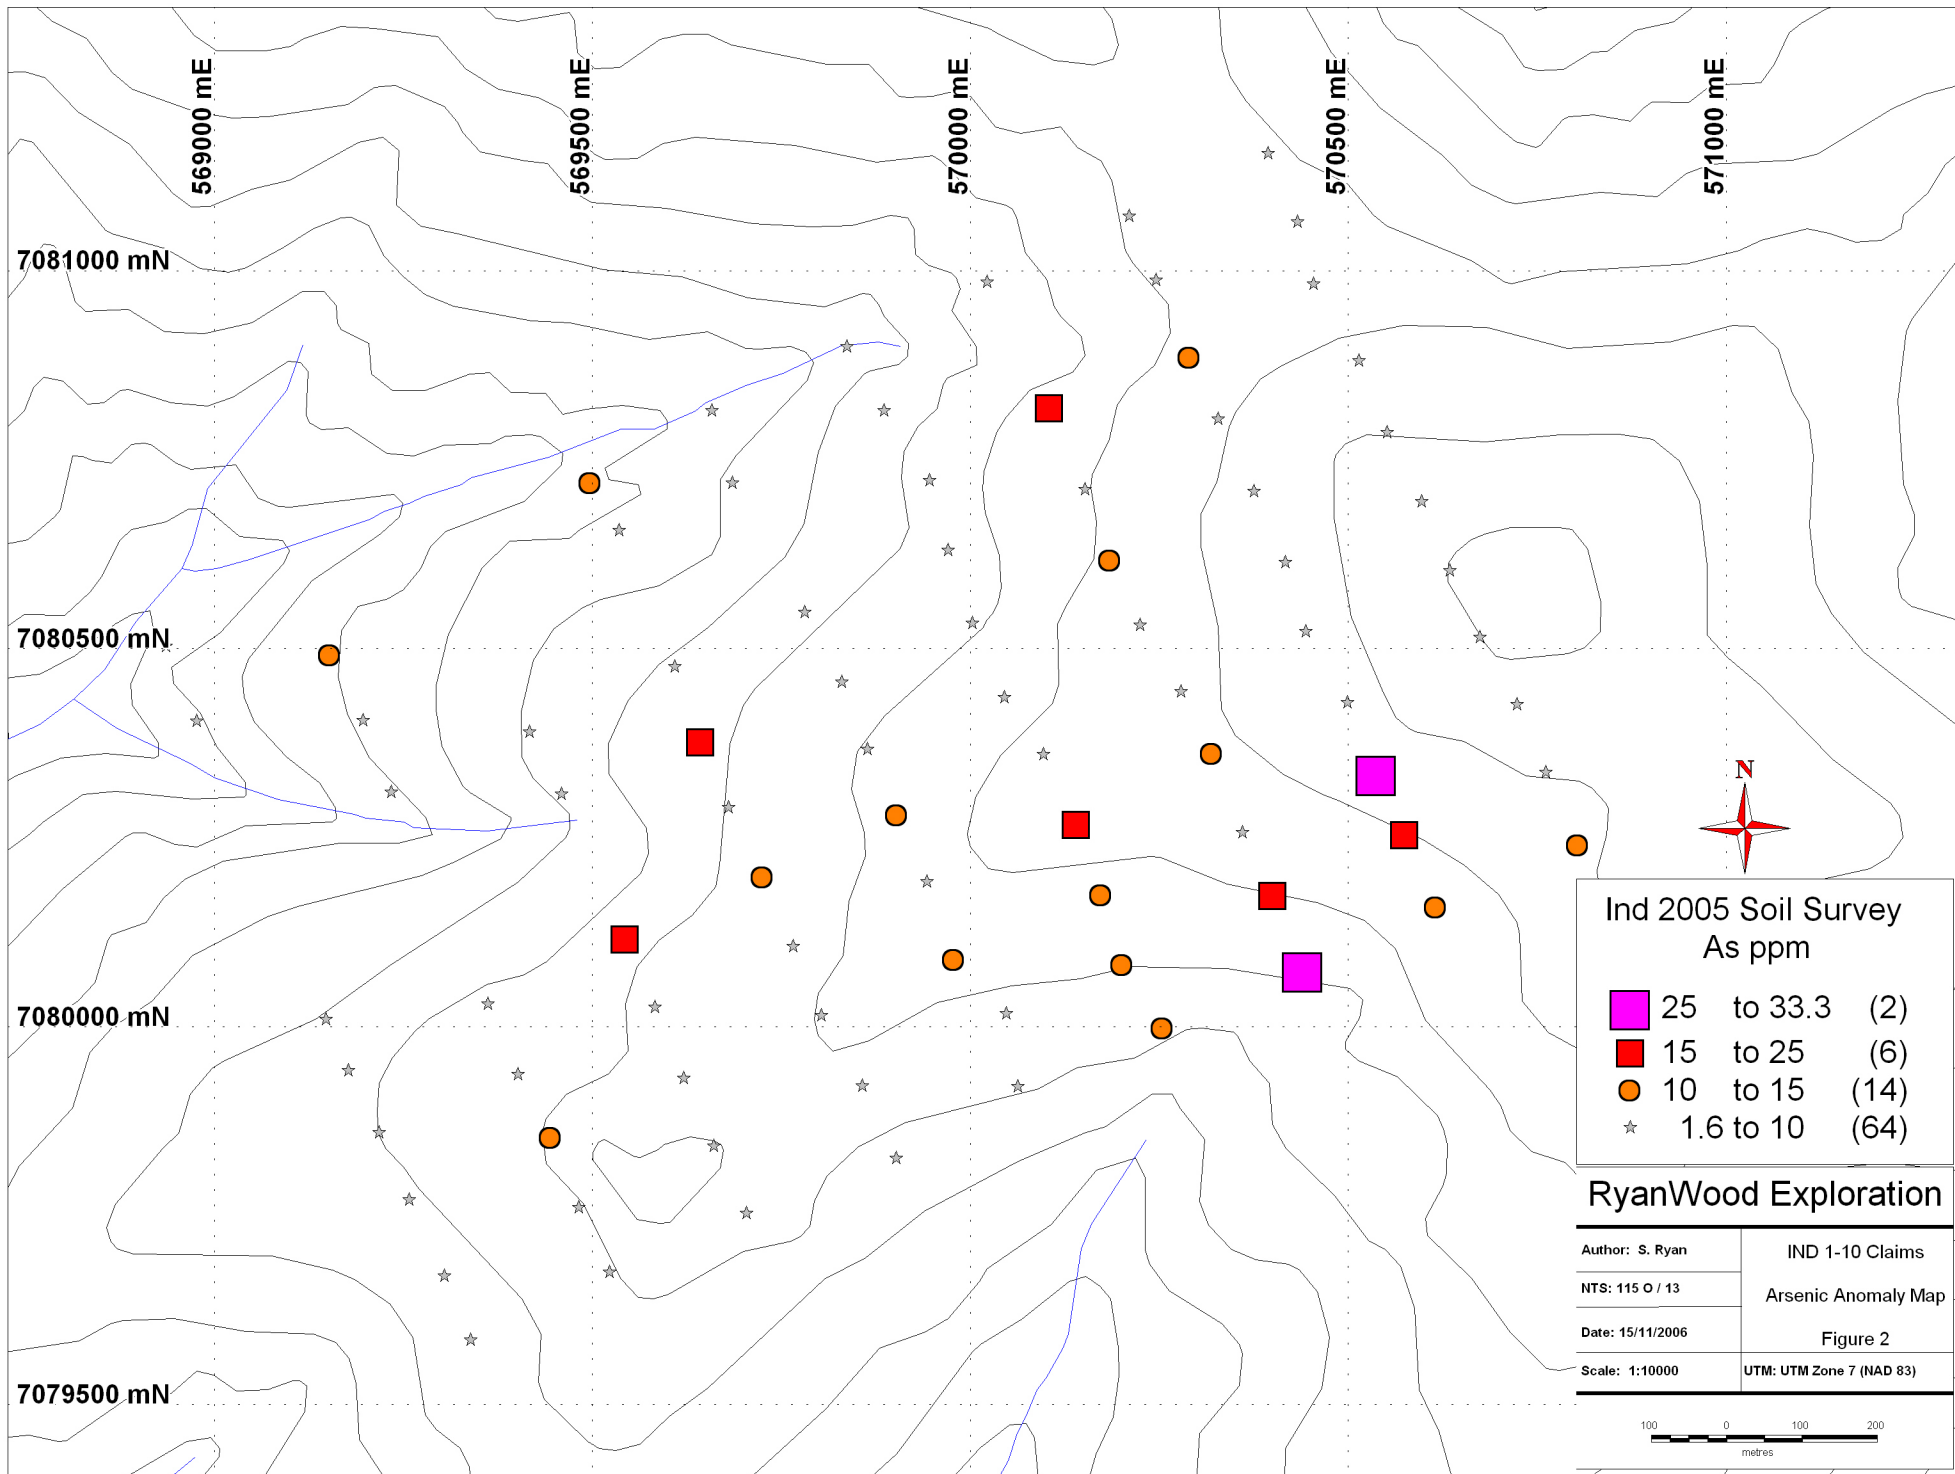 569000 mE
569500 mE
570000 mE
570500 mE
571000 mE
7081000 mN
7080500 mN
7080000 mN
7079500 mN
N
Ind 2005 Soil Survey
As ppm
25 to 33.3 (2)
15 to 25 (6)
10 to 15 (14)
1.6 to 10 (64)
RyanWood Exploration
Author: S. Ryan
NTS: 115 O / 13
Date: 15/11/2006
Scale: 1:10000
IND 1-10 Claims
Arsenic Anomaly Map
Figure 2
UTM: UTM Zone 7 (NAD 83)
100 0 100 200
metres